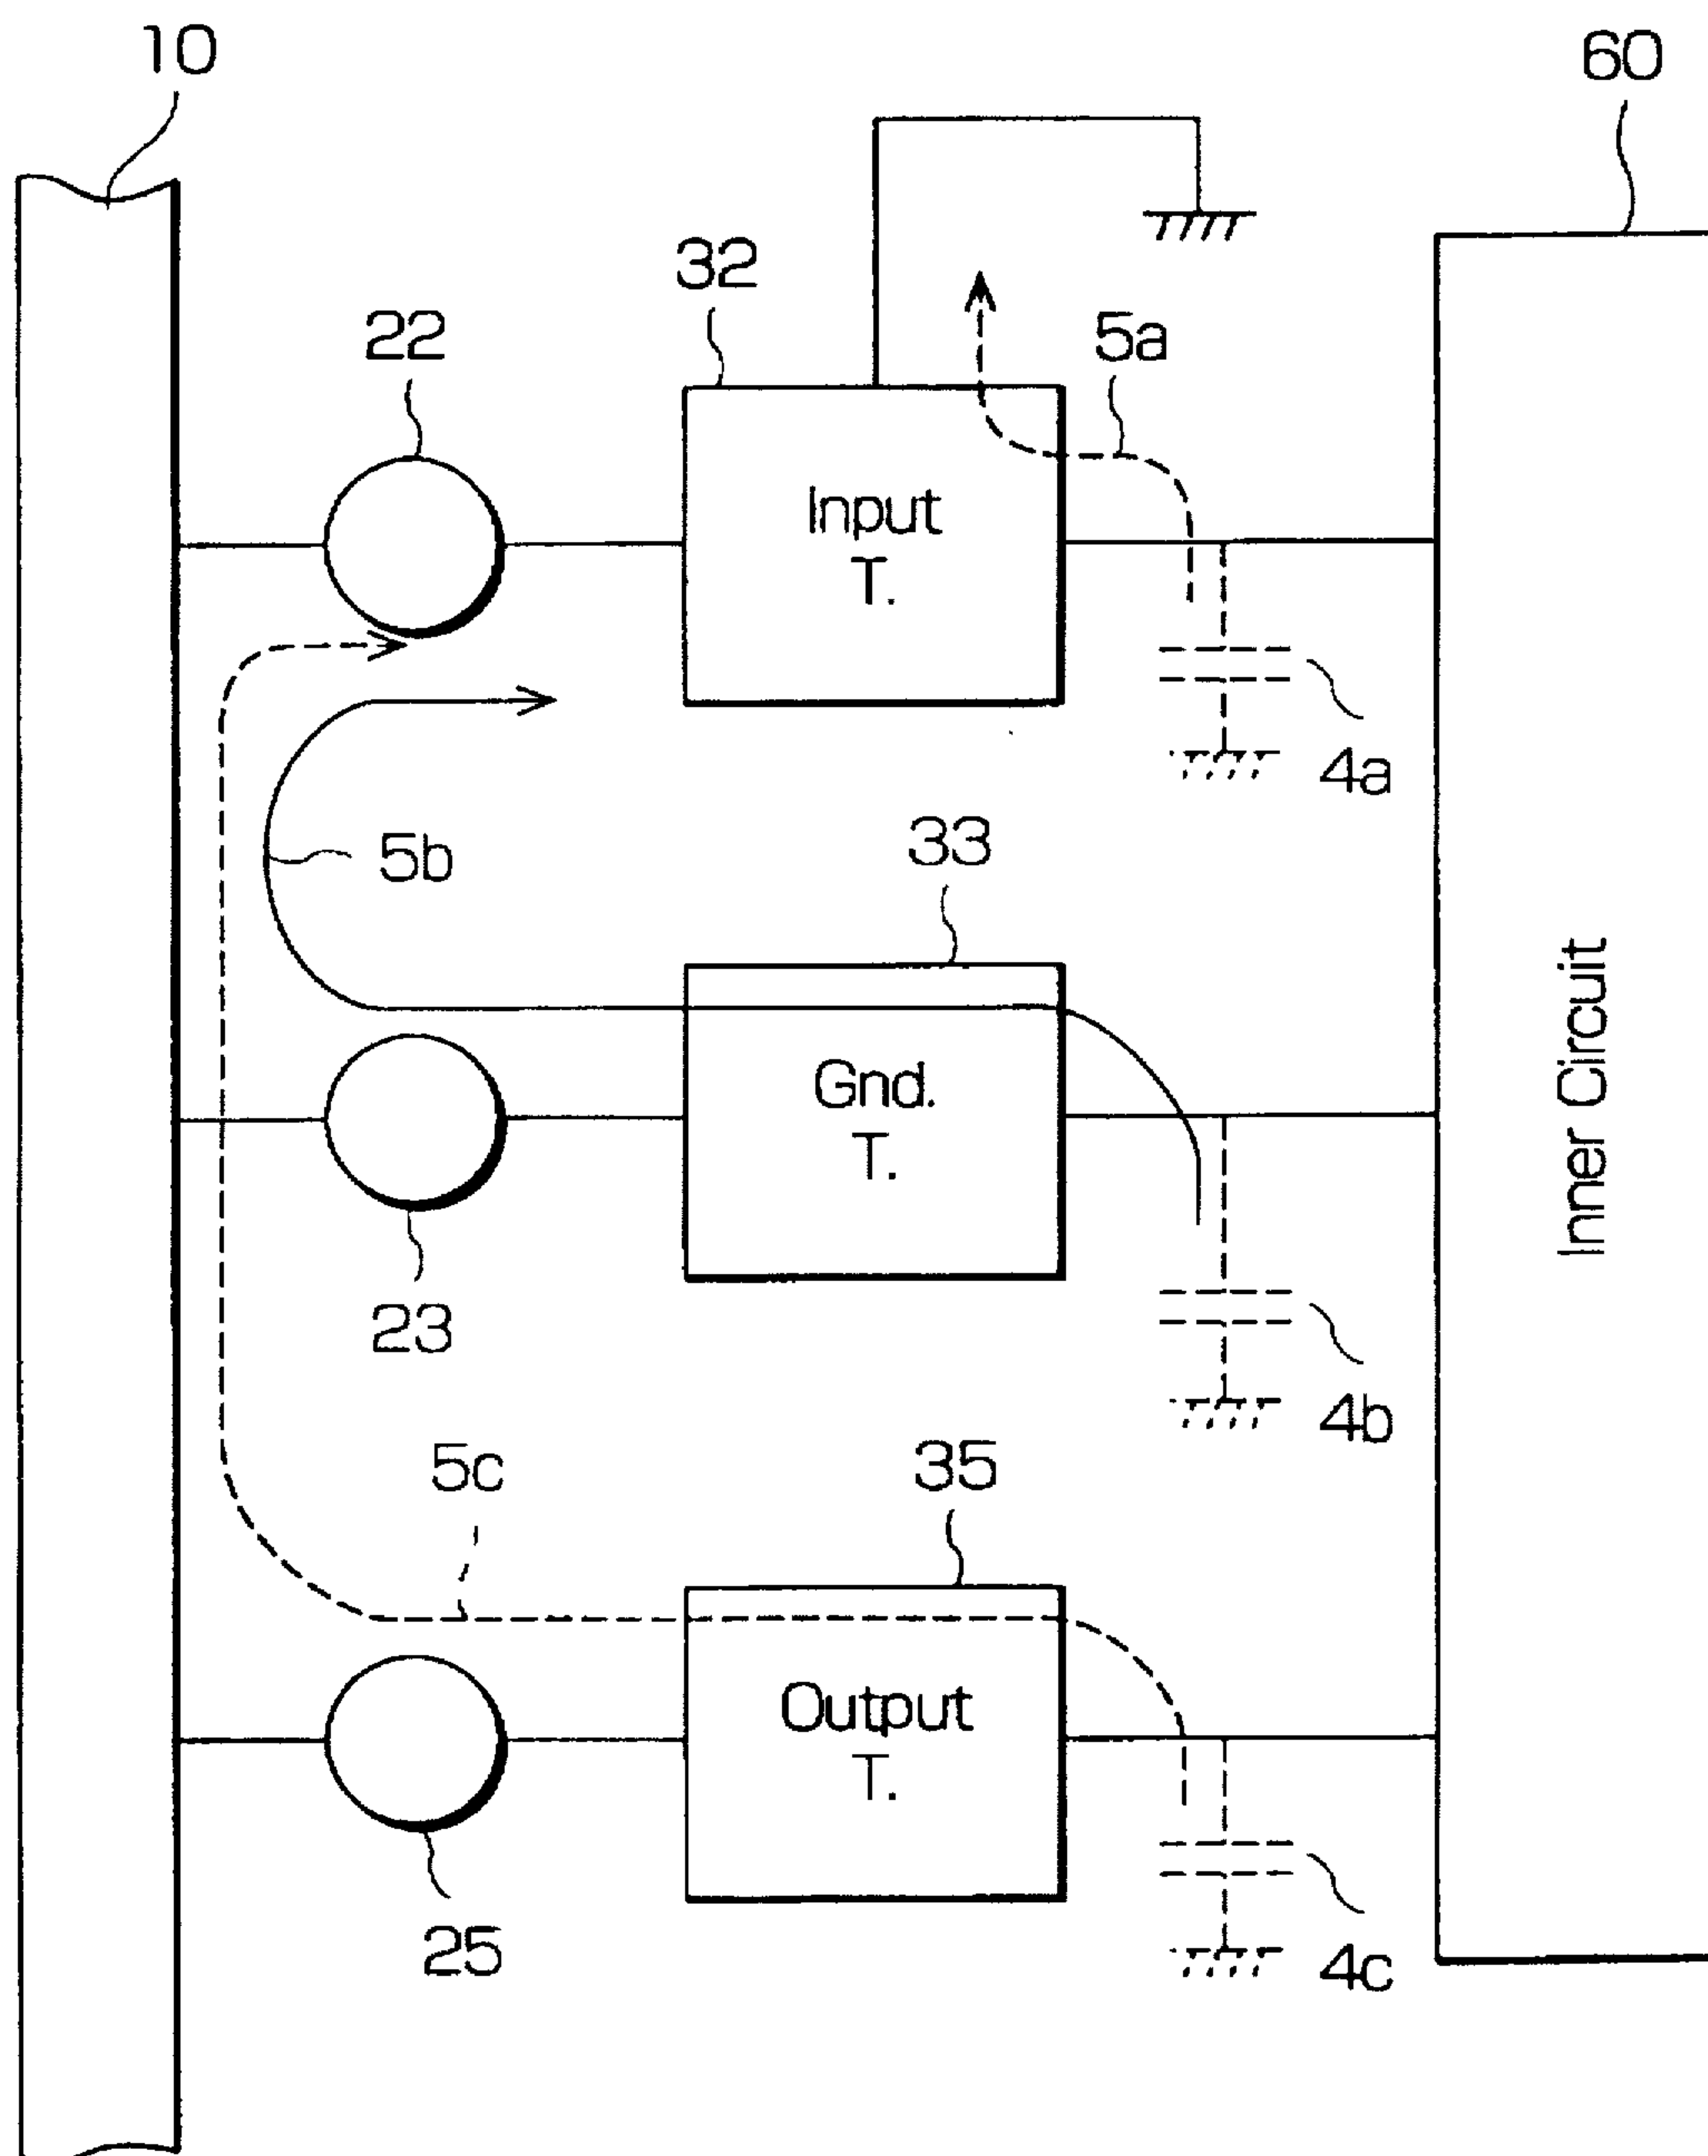 10
60
32
22
5a
Input
T.
4a
5b
33
Gnd.
T.
Inner Circuit
23
4b
5c
35
Output
T.
25
4c